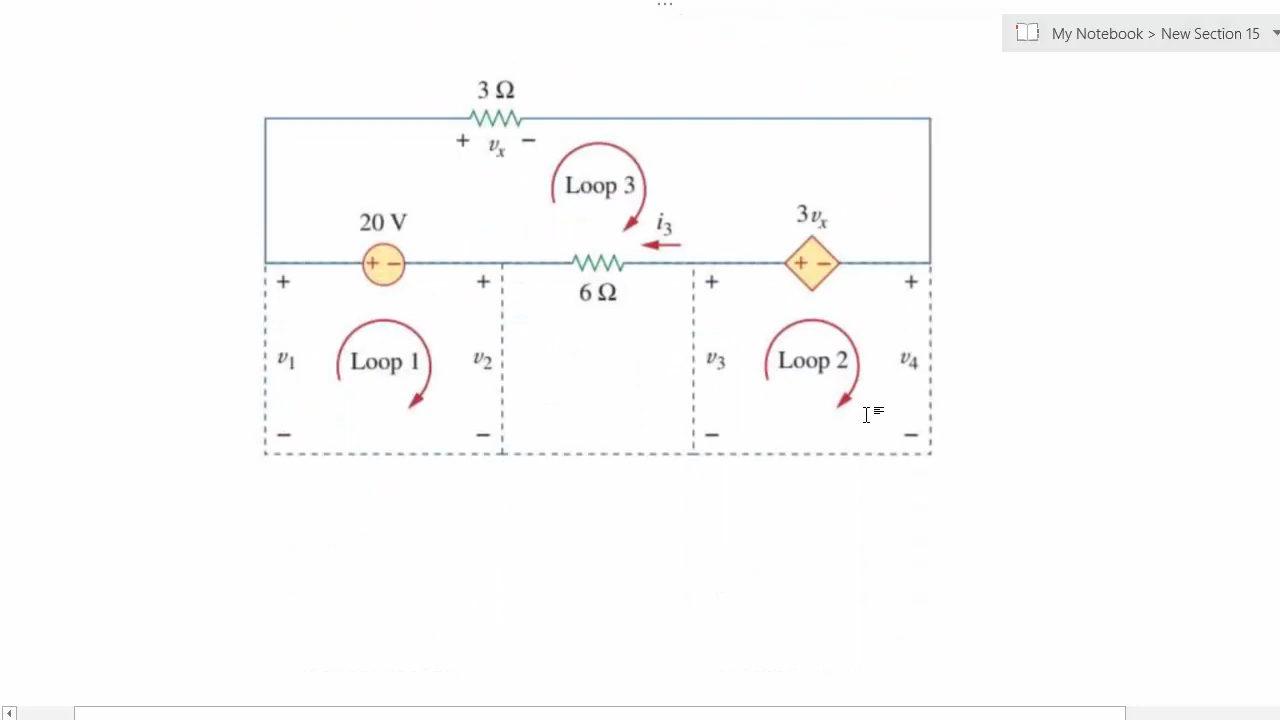 ...
My Notebook > New Section 15
3 Ω
+ vₓ −
Loop 3
20 V
i₃
3vₓ
+ −
+ −
+
+
6 Ω
+
+
v₁
Loop 1
v₂
v₃
Loop 2
v₄
−
−
−
−